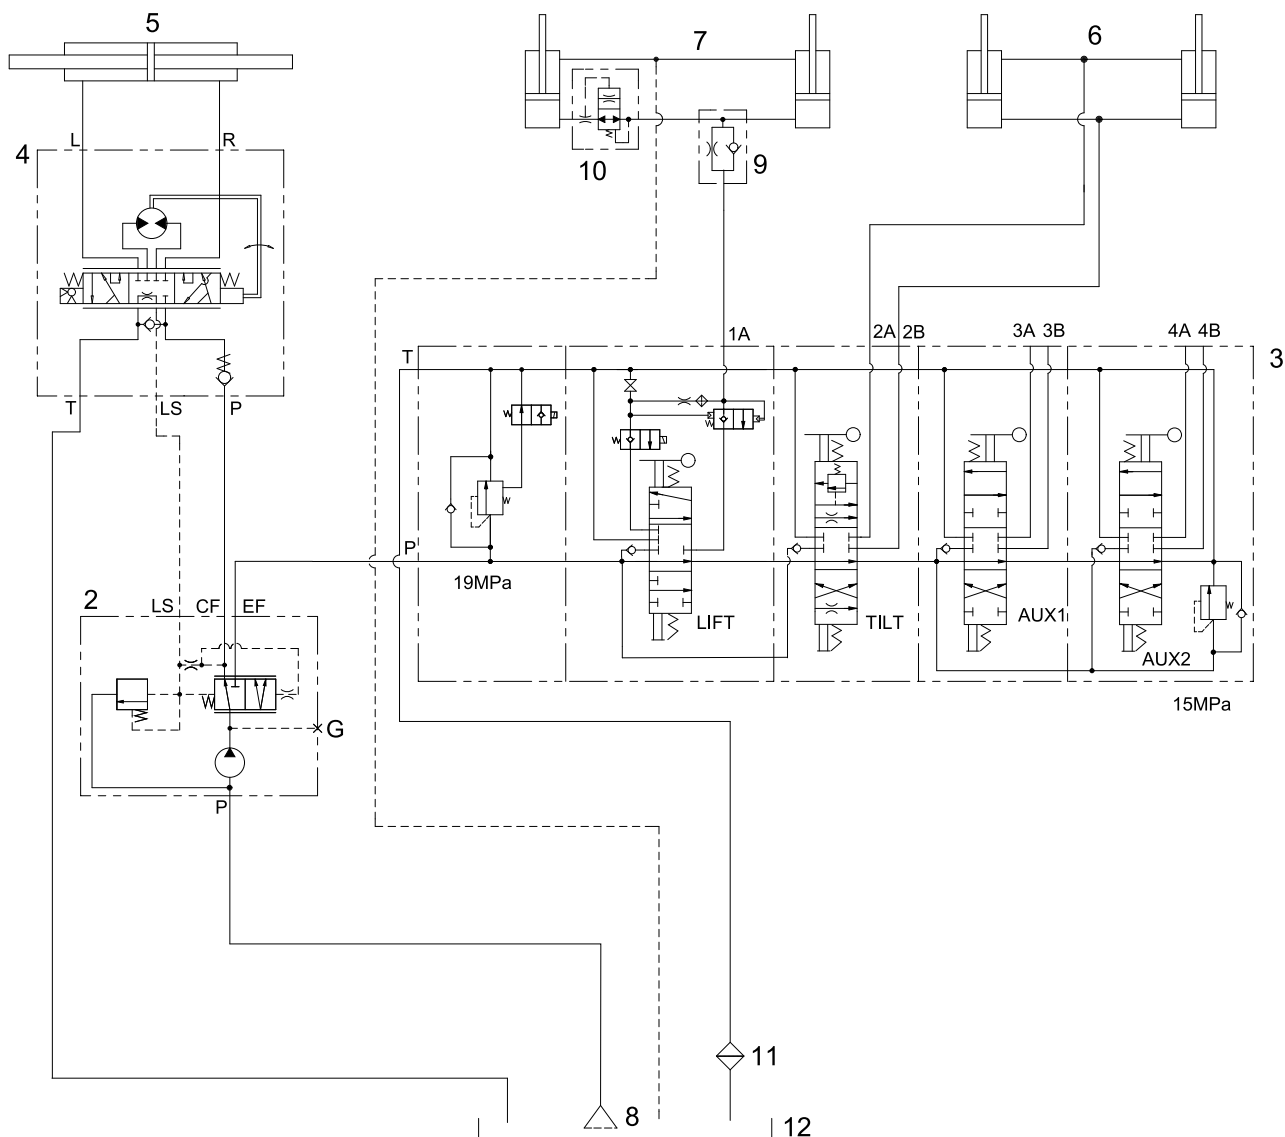 5
7
6
L R
4
10
9
1A
2A 2B
3A 3B
4A 4B
T
3
T LS P
P
19MPa
LIFT
TILT
AUX1
AUX2
15MPa
2
LS CF EF
G
P
11
8
12